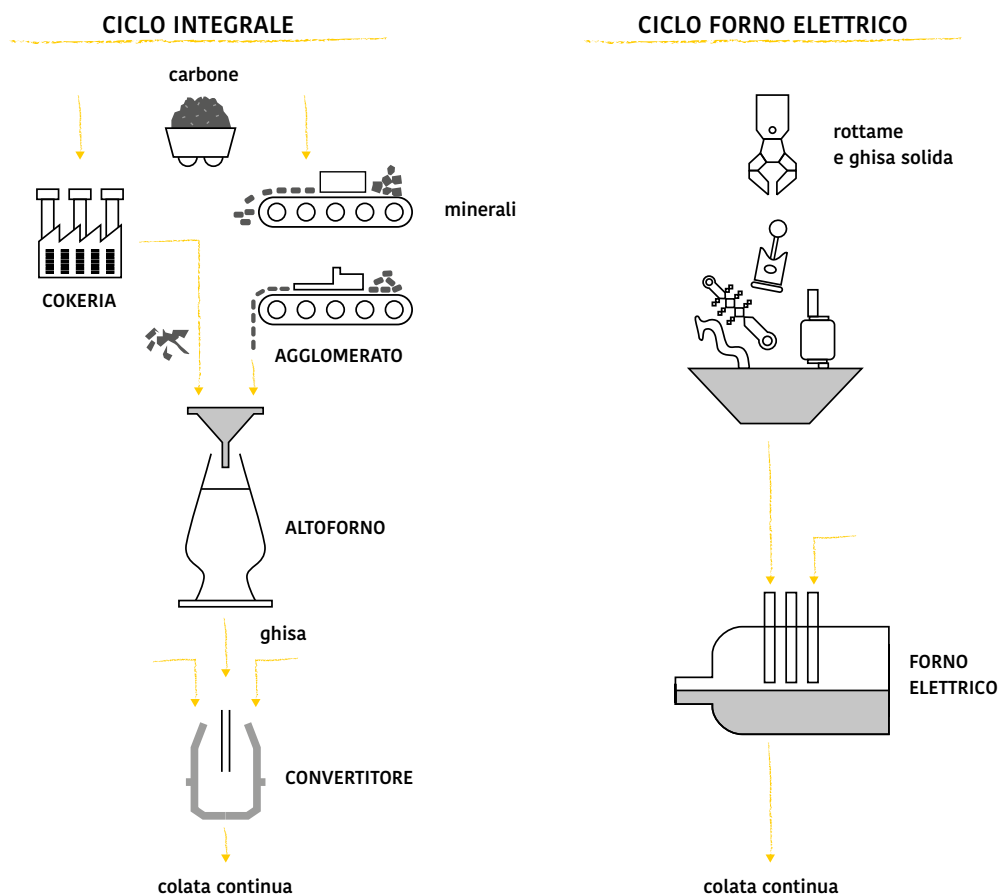 CICLO INTEGRALE
carbone
minerali
COKERIA
AGGLOMERATO
ALTOFORNO
ghisa
CONVERTITORE
colata continua
CICLO FORNO ELETTRICO
rottame
e ghisa solida
FORNO
ELETTRICO
colata continua